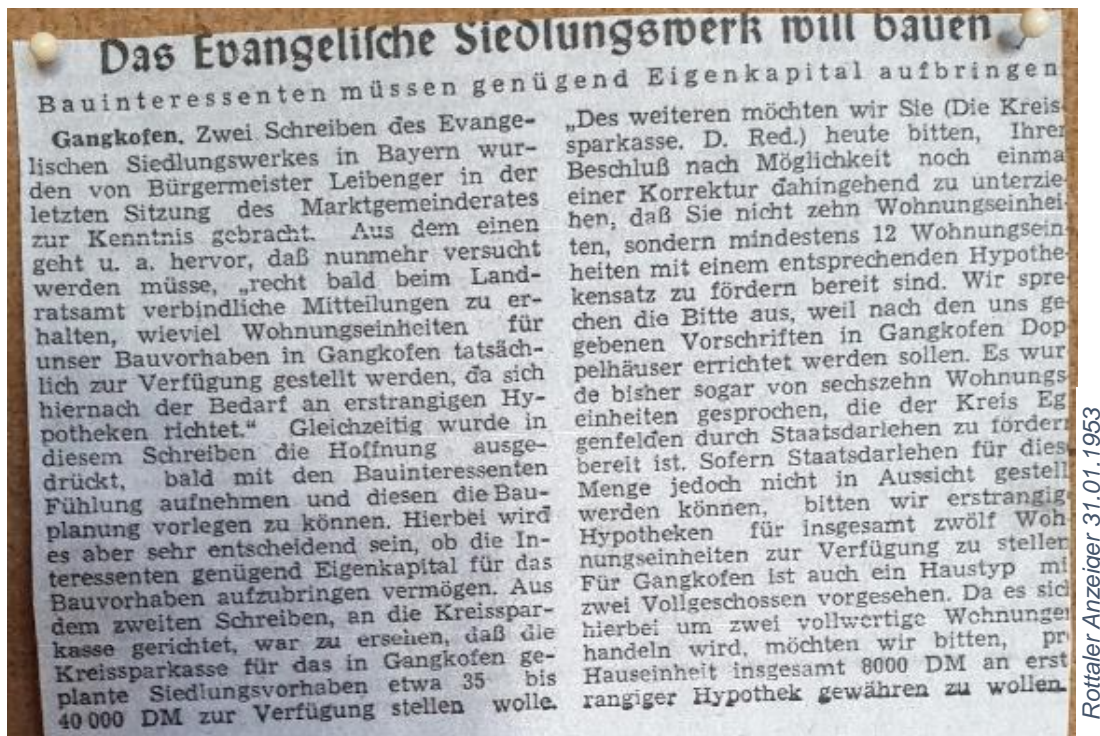 Das Evangelische Siedlungswerk will bauen
Bauinteressenten müssen genügend Eigenkapital aufbringen
Gangkofen. Zwei Schreiben des Evange-
lischen Siedlungswerkes in Bayern wur-
den von Bürgermeister Leibenger in der
letzten Sitzung des Marktgemeinderates
zur Kenntnis gebracht. Aus dem einen
geht u. a. hervor, daß nunmehr versucht
werden müsse, „recht bald beim Land-
ratsamt verbindliche Mitteilungen zu er-
halten, wieviel Wohnungseinheiten für
unser Bauvorhaben in Gangkofen tatsäch-
lich zur Verfügung gestellt werden, da sich
hiernach der Bedarf an erstrangigen Hy-
potheken richtet.“ Gleichzeitig wurde in
diesem Schreiben die Hoffnung ausge-
drückt, bald mit den Bauinteressenten
Fühlung aufnehmen und diesen die Bau-
planung vorlegen zu können. Hierbei wird
es aber sehr entscheidend sein, ob die In-
teressenten genügend Eigenkapital für das
Bauvorhaben aufzubringen vermögen. Aus
dem zweiten Schreiben, an die Kreisspar-
kasse gerichtet, war zu ersehen, daß die
Kreissparkasse für das in Gangkofen ge-
plante Siedlungsvorhaben etwa 35 bis
40 000 DM zur Verfügung stellen wolle.
„Des weiteren möchten wir Sie (Die Kreis-
sparkasse. D. Red.) heute bitten, Ihren
Beschluß nach Möglichkeit noch einma
einer Korrektur dahingehend zu unterzie-
hen, daß Sie nicht zehn Wohnungseinhei-
ten, sondern mindestens 12 Wohnungsein-
heiten mit einem entsprechenden Hypothe-
kensatz zu fördern bereit sind. Wir spre-
chen die Bitte aus, weil nach den uns ge-
gebenen Vorschriften in Gangkofen Dop
pelhäuser errichtet werden sollen. Es wur
de bisher sogar von sechszehn Wohnungs-
einheiten gesprochen, die der Kreis Eg
genfelden durch Staatsdarlehen zu fördern
bereit ist. Sofern Staatsdarlehen für diese
Menge jedoch nicht in Aussicht gestell
werden können, bitten wir erstrangige
Hypotheken für insgesamt zwölf Woh-
nungseinheiten zur Verfügung zu stellen
Für Gangkofen ist auch ein Haustyp mi
zwei Vollgeschossen vorgesehen. Da es sich
hierbei um zwei vollwertige Wohnungen
handeln wird, möchten wir bitten, pr
Hauseinheit insgesamt 8000 DM an erst
rangiger Hypothek gewähren zu wollen.
Rottaler Anzeiger 31.01.1953